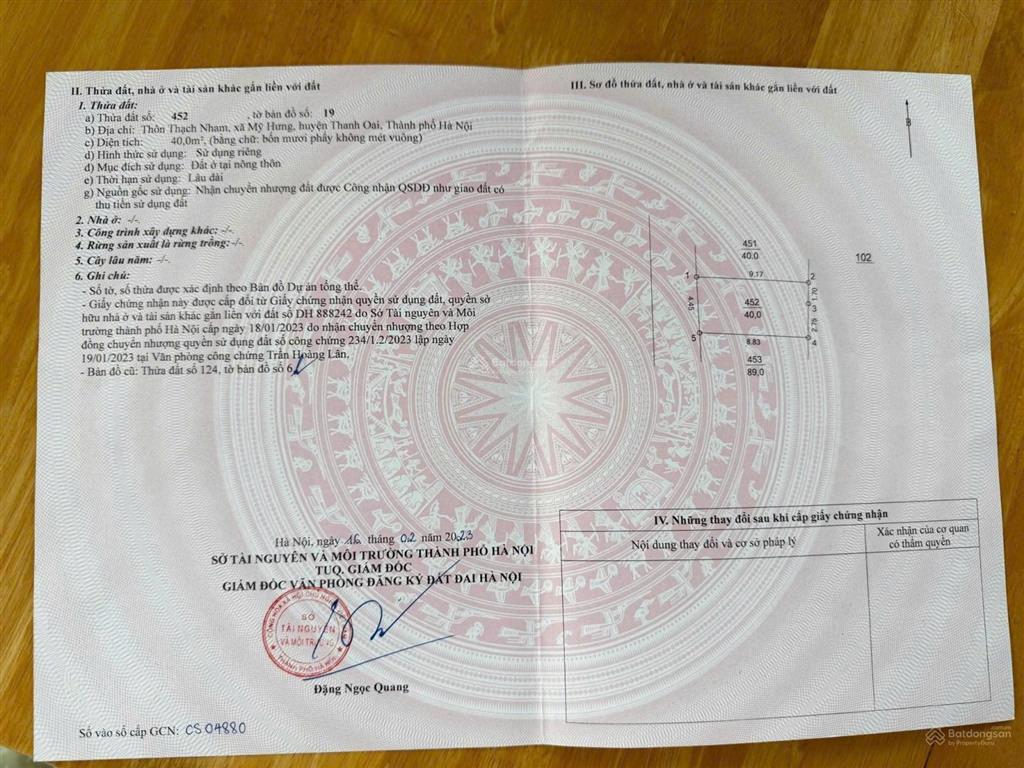 II. Thửa đất, nhà ở và tài sản khác gắn liền với đất
1. Thửa đất:
a) Thửa đất số: 452 , tờ bản đồ số: 19
b) Địa chỉ: Thôn Thạch Nham, xã Mỹ Hưng, huyện Thanh Oai, Thành phố Hà Nội
c) Diện tích: 40,0m², (bằng chữ: bốn mươi phẩy không mét vuông)
d) Hình thức sử dụng: Sử dụng riêng
đ) Mục đích sử dụng: Đất ở tại nông thôn
e) Thời hạn sử dụng: Lâu dài
g) Nguồn gốc sử dụng: Nhận chuyển nhượng đất được Công nhận QSDĐ như giao đất có
thu tiền sử dụng đất
2. Nhà ở: -/-.
3. Công trình xây dựng khác: -/-.
4. Rừng sản xuất là rừng trồng:-/-.
5. Cây lâu năm: -/-.
6. Ghi chú:
- Số tờ, số thửa được xác định theo Bản đồ Dự án tổng thể.
- Giấy chứng nhận này được cấp đổi từ Giấy chứng nhận quyền sử dụng đất, quyền sở
hữu nhà ở và tài sản khác gắn liền với đất số DH 888242 do Sở Tài nguyên và Môi
trường thành phố Hà Nội cấp ngày 18/01/2023 do nhận chuyển nhượng theo Hợp
đồng chuyển nhượng quyền sử dụng đất số công chứng 234/1.2/2023 lập ngày
19/01/2023 tại Văn phòng công chứng Trần Hoàng Lân.
- Bản đồ cũ: Thửa đất số 124, tờ bản đồ số 6
Hà Nội, ngày 16 tháng 02 năm 2023
SỞ TÀI NGUYÊN VÀ MÔI TRƯỜNG THÀNH PHỐ HÀ NỘI
TUQ. GIÁM ĐỐC
GIÁM ĐỐC VĂN PHÒNG ĐĂNG KÝ ĐẤT ĐAI HÀ NỘI
SỞ
TÀI NGUYÊN
VÀ MÔI TRƯỜNG
THÀNH PHỐ HÀ NỘI
Đặng Ngọc Quang
Số vào sổ cấp GCN: CS 04880
III. Sơ đồ thửa đất, nhà ở và tài sản khác gắn liền với đất
B
451
40.0
102
1
9.17
2
1.70
4.45
452
40,0
3
2.75
5
8.83
4
453
89,0
IV. Những thay đổi sau khi cấp giấy chứng nhận
Nội dung thay đổi và cơ sở pháp lý
Xác nhận của cơ quan
có thẩm quyền
Batdongsan
by PropertyGuru